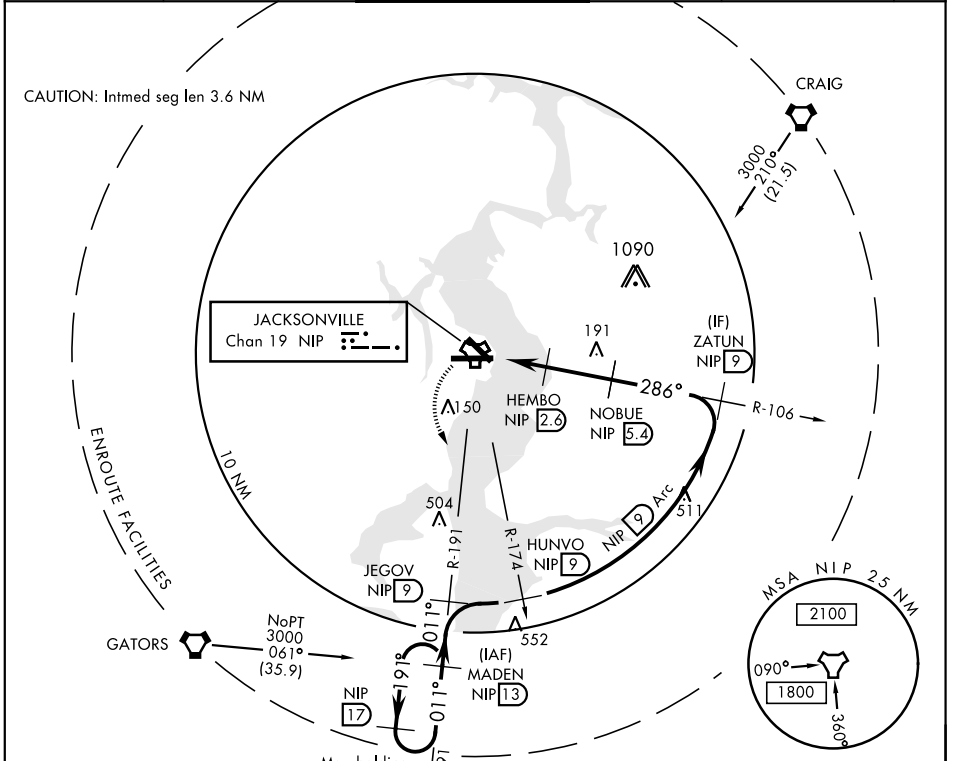 CAUTION: Intmed seg len 3.6 NM
CRAIG
3000
210°
(21.5)
1090
JACKSONVILLE
Chan 19 NIP
191
(IF)
ZATUN
NIP 9
286°
R-106
HEMBO
NIP 2.6
NOBUE
NIP 5.4
150
10 NM
ENROUTE FACILITIES
504
R-191
R-174
NIP 9 Arc
511
HUNVO
NIP 9
JEGOV
NIP 9
011°
552
MSA NIP 25 NM
2100
090°
1800
360°
GATORS
NoPT
3000
061°
(35.9)
191°
(IAF)
MADEN
NIP 13
NIP
17
011°